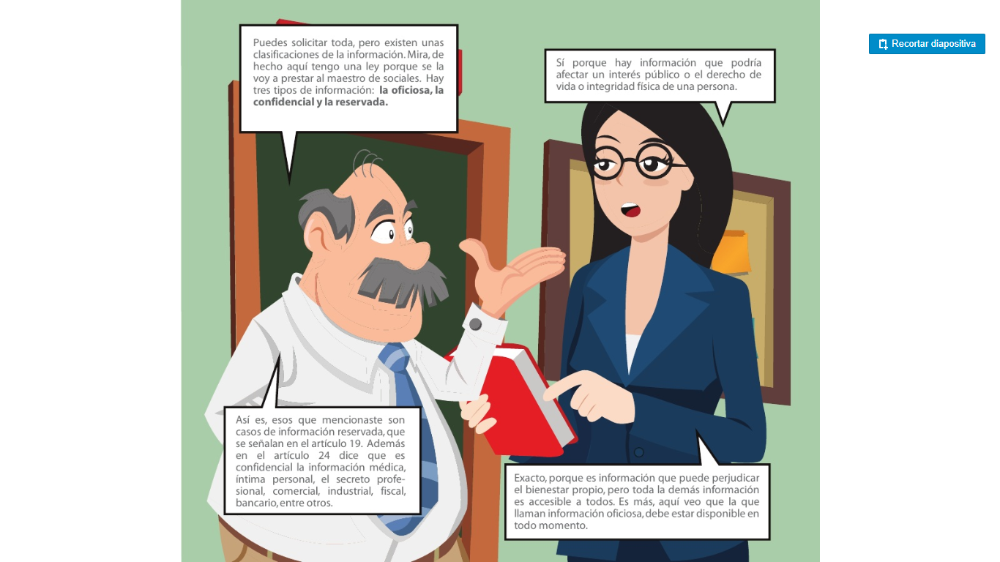 Puedes solicitar toda, pero existen unas
clasificaciones de la información. Mira, de
hecho aquí tengo una ley porque se la
voy a prestar al maestro de sociales. Hay
tres tipos de información: la oficiosa, la
confidencial y la reservada.
Sí porque hay información que podría
afectar un interés público o el derecho de
vida o integridad física de una persona.
Así es, esos que mencionaste son
casos de información reservada, que
se señalan en el artículo 19. Además
en el artículo 24 dice que es
confidencial la información médica,
íntima personal, el secreto profe-
sional, comercial, industrial, fiscal,
bancario, entre otros.
Exacto, porque es información que puede perjudicar
el bienestar propio, pero toda la demás información
es accesible a todos. Es más, aquí veo que la que
llaman información oficiosa, debe estar disponible en
todo momento.
Recortar diapositiva